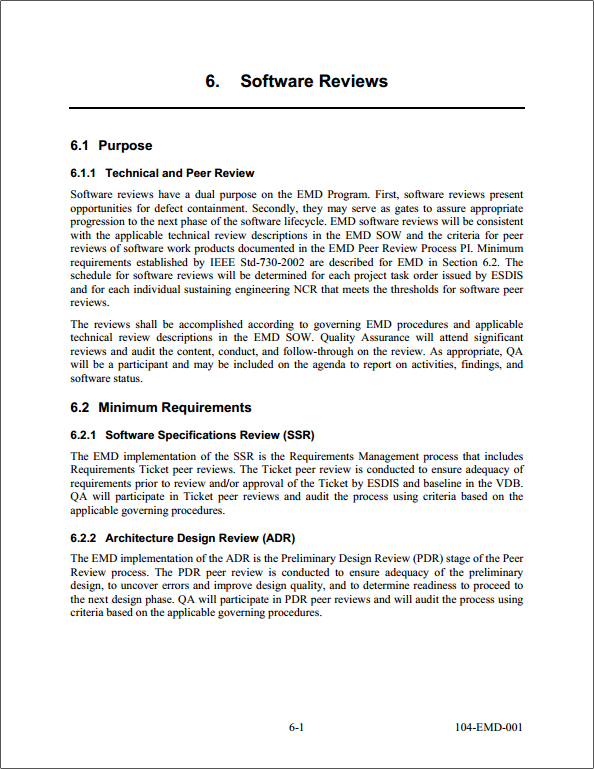 6. Software Reviews
6.1 Purpose
6.1.1 Technical and Peer Review
Software reviews have a dual purpose on the EMD Program. First, software reviews present
opportunities for defect containment. Secondly, they may serve as gates to assure appropriate
progression to the next phase of the software lifecycle. EMD software reviews will be consistent
with the applicable technical review descriptions in the EMD SOW and the criteria for peer
reviews of software work products documented in the EMD Peer Review Process PI. Minimum
requirements established by IEEE Std-730-2002 are described for EMD in Section 6.2. The
schedule for software reviews will be determined for each project task order issued by ESDIS
and for each individual sustaining engineering NCR that meets the thresholds for software peer
reviews.
The reviews shall be accomplished according to governing EMD procedures and applicable
technical review descriptions in the EMD SOW. Quality Assurance will attend significant
reviews and audit the content, conduct, and follow-through on the review. As appropriate, QA
will be a participant and may be included on the agenda to report on activities, findings, and
software status.
6.2 Minimum Requirements
6.2.1 Software Specifications Review (SSR)
The EMD implementation of the SSR is the Requirements Management process that includes
Requirements Ticket peer reviews. The Ticket peer review is conducted to ensure adequacy of
requirements prior to review and/or approval of the Ticket by ESDIS and baseline in the VDB.
QA will participate in Ticket peer reviews and audit the process using criteria based on the
applicable governing procedures.
6.2.2 Architecture Design Review (ADR)
The EMD implementation of the ADR is the Preliminary Design Review (PDR) stage of the Peer
Review process. The PDR peer review is conducted to ensure adequacy of the preliminary
design, to uncover errors and improve design quality, and to determine readiness to proceed to
the next design phase. QA will participate in PDR peer reviews and will audit the process using
criteria based on the applicable governing procedures.
6-1 104-EMD-001